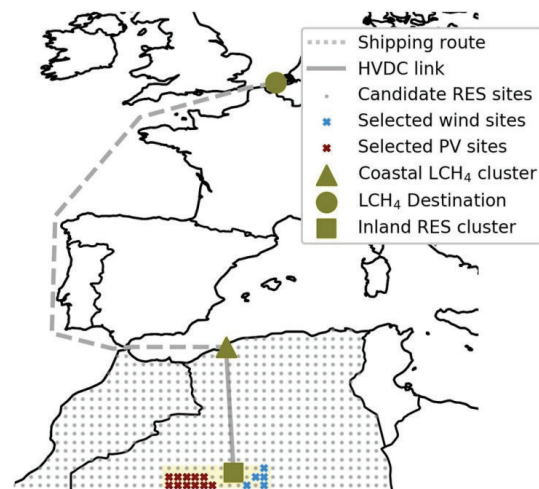 Shipping route
HVDC link
Candidate RES sites
Selected wind sites
Selected PV sites
Coastal LCH₄ cluster
LCH₄ Destination
Inland RES cluster